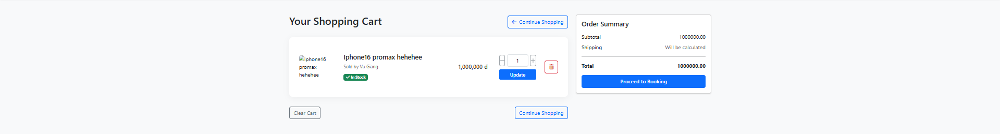 Your Shopping Cart
← Continue Shopping
Iphone16
promax
hehehee
Iphone16 promax hehehee
Sold by Vu Giang
✓ In Stock
1,000,000 đ
− 1 +
Update
Clear Cart
Continue Shopping
Order Summary
Subtotal 1000000.00
Shipping Will be calculated
Total 1000000.00
Proceed to Booking